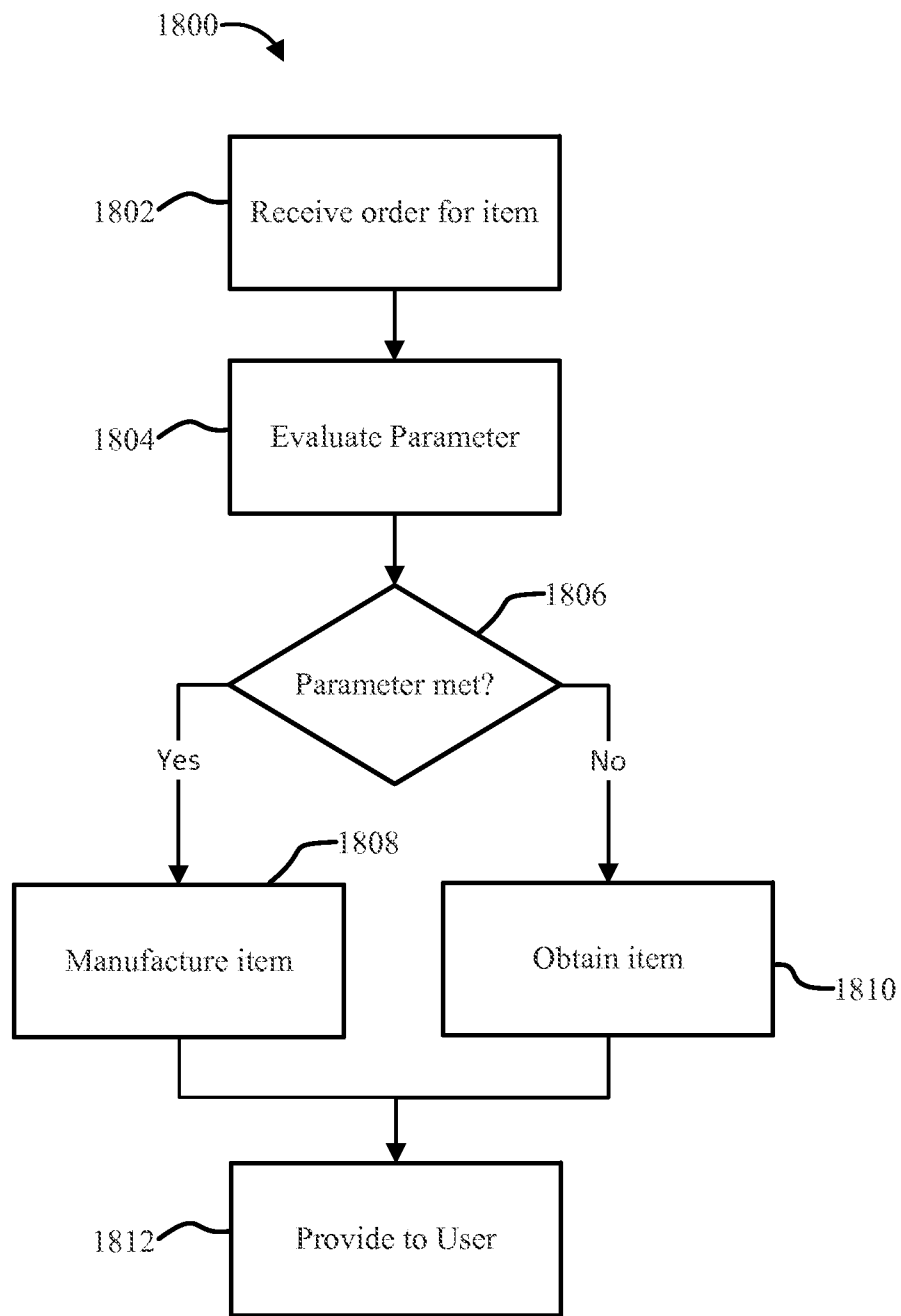 1800
1802
Receive order for item
1804
Evaluate Parameter
1806
Parameter met?
Yes
No
1808
Manufacture item
Obtain item
1810
1812
Provide to User